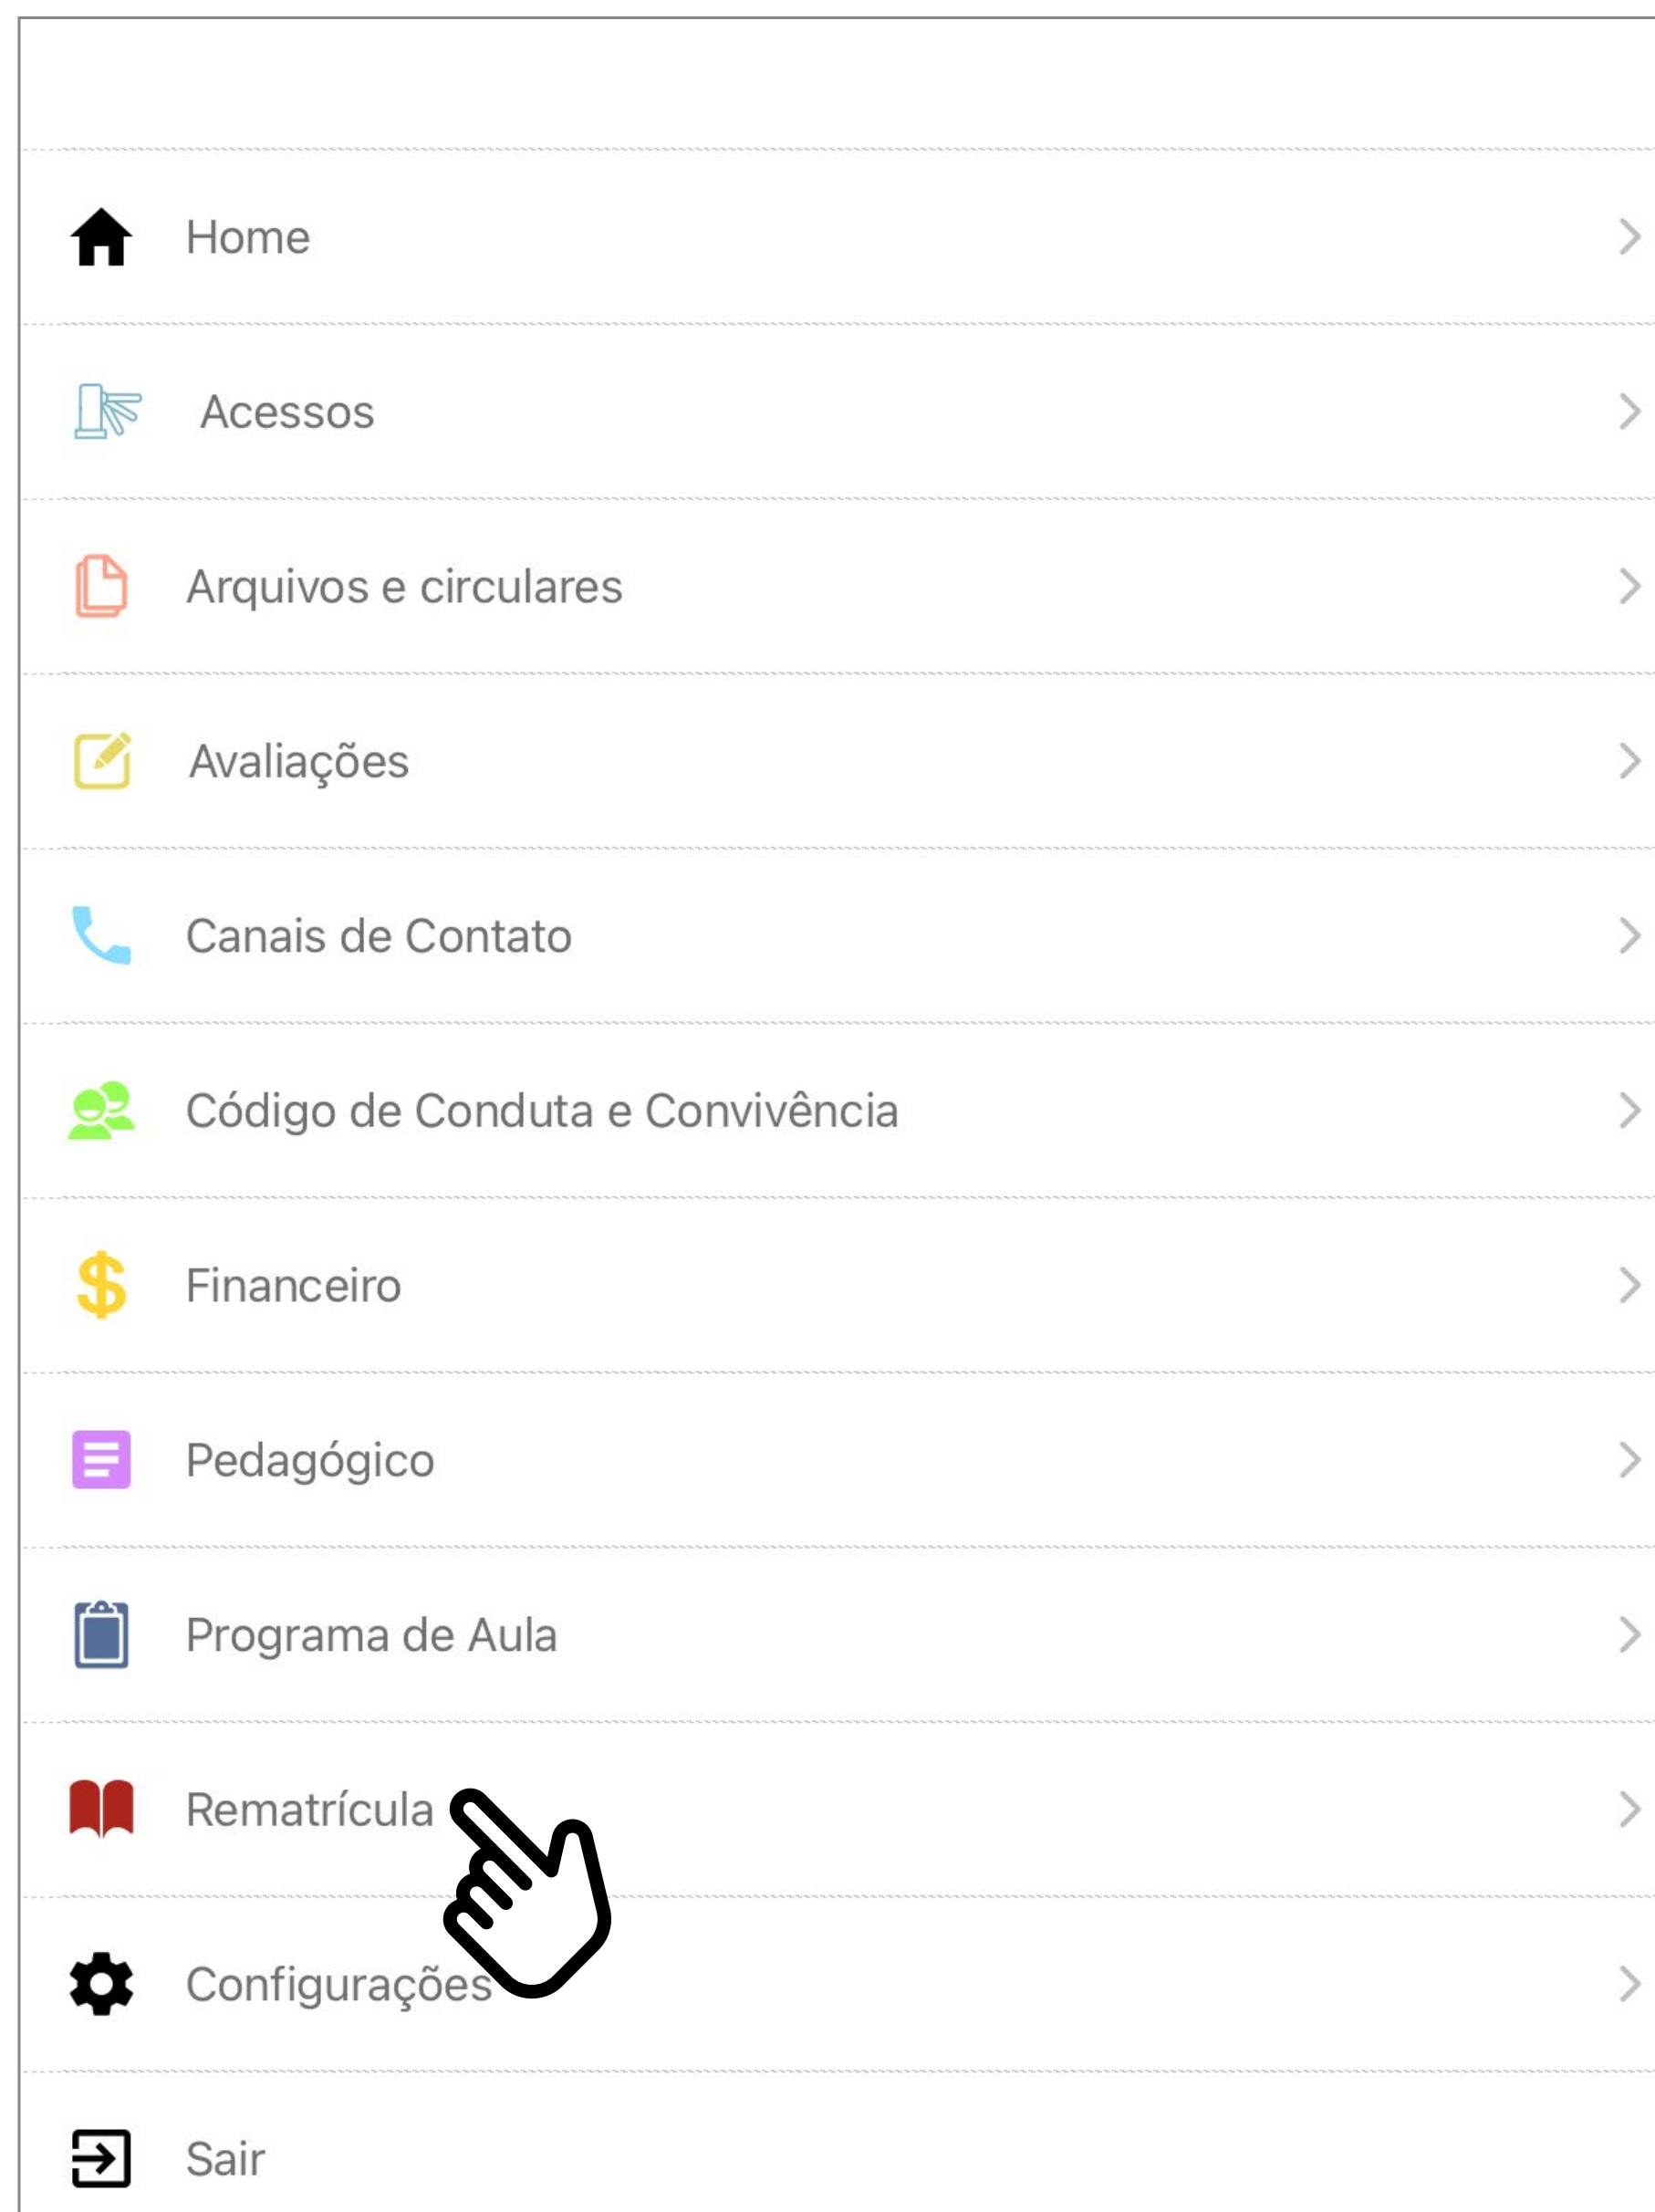 Home
Acessos
Arquivos e circulares
Avaliações
Canais de Contato
Código de Conduta e Convivência
Financeiro
Pedagógico
Programa de Aula
Rematrícula
Configurações
Sair